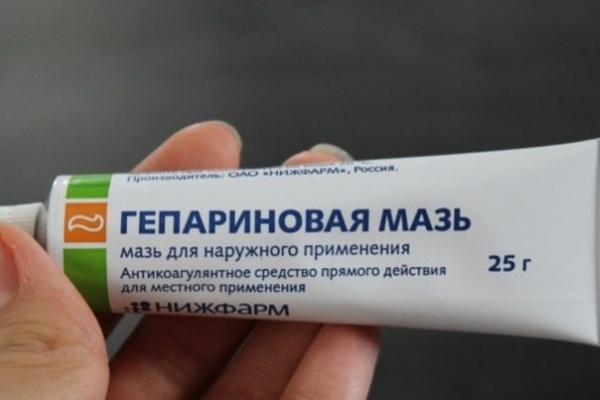 Производитель: ОАО «НИЖФАРМ», Россия.
ГЕПАРИНОВАЯ МАЗЬ
мазь для наружного применения
25 г
Антикоагулянтное средство прямого действия
для местного применения
НИЖФАРМ